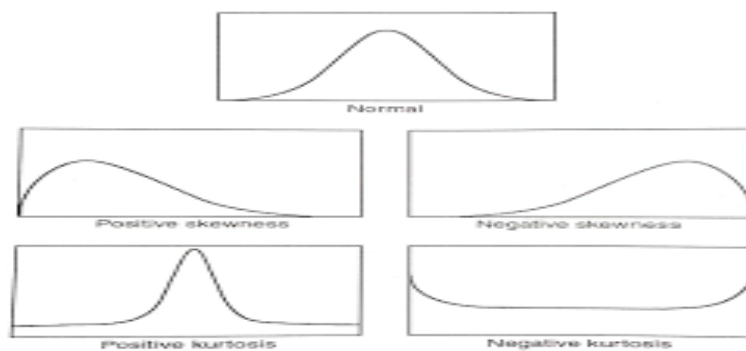 Normal
Positive skewness
Negative skewness
Positive kurtosis
Negative kurtosis